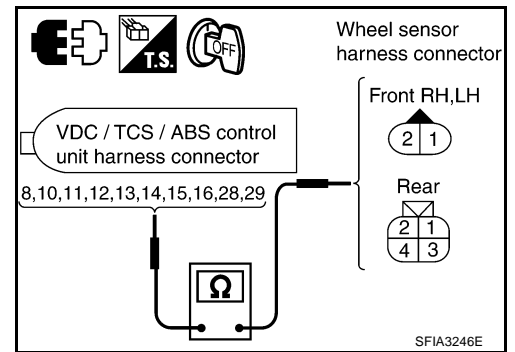 T.S.
OFF
Wheel sensor
harness connector
Front RH,LH
2 1
VDC / TCS / ABS control
unit harness connector
Rear
8,10,11,12,13,14,15,16,28,29
2 1
4 3
Ω
SFIA3246E